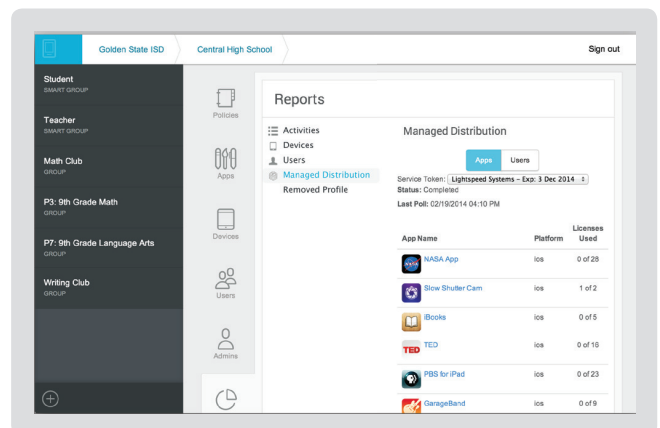 Golden State ISD
Central High School
Sign out
Student
SMART GROUP
Teacher
SMART GROUP
Math Club
GROUP
P3: 9th Grade Math
GROUP
P7: 9th Grade Language Arts
GROUP
Writing Club
GROUP
Policies
Apps
Devices
Users
Admins
Reports
Activities
Devices
Users
Managed Distribution
Removed Profile
Managed Distribution
Apps Users
Service Token: Lightspeed Systems – Exp: 3 Dec 2014
Status: Completed
Last Poll: 02/19/2014 04:10 PM
App Name Platform Licenses Used
NASA App ios 0 of 28
Slow Shutter Cam ios 1 of 2
iBooks ios 0 of 5
TED TED ios 0 of 16
PBS for iPad ios 0 of 23
GarageBand ios 0 of 9